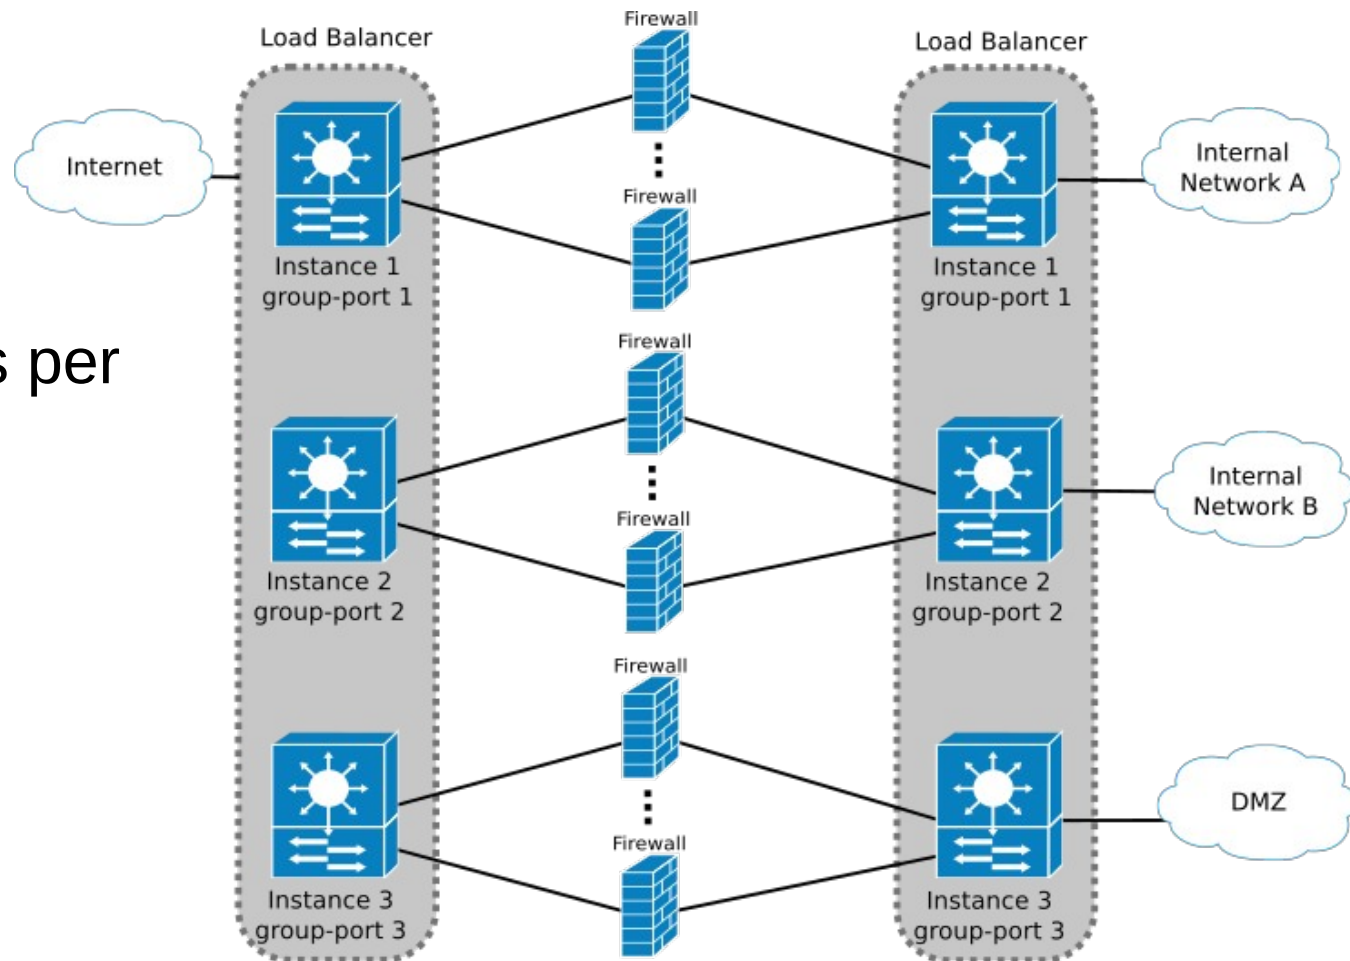 Load Balancer
Firewall
Load Balancer
Internet
Internal
Network A
Firewall
Instance 1
group-port 1
Instance 1
group-port 1
s per
Firewall
Internal
Network B
Firewall
Instance 2
group-port 2
Instance 2
group-port 2
Firewall
DMZ
Firewall
Instance 3
group-port 3
Instance 3
group-port 3